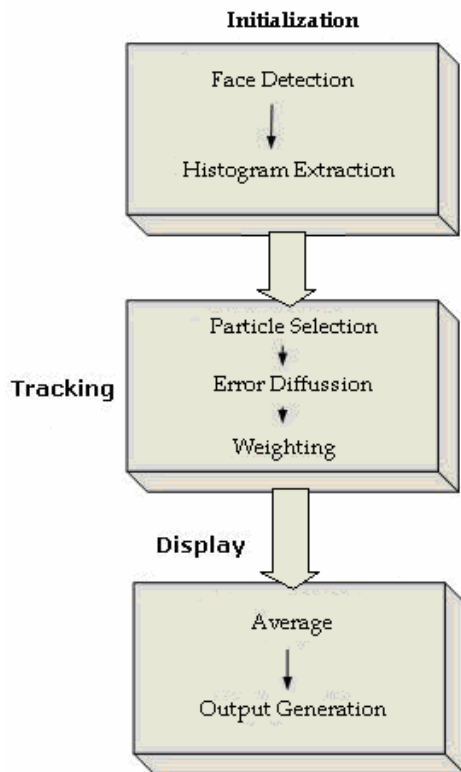 Initialization
Face Detection
Histogram Extraction
Particle Selection
Tracking
Error Diffussion
Weighting
Display
Average
Output Generation